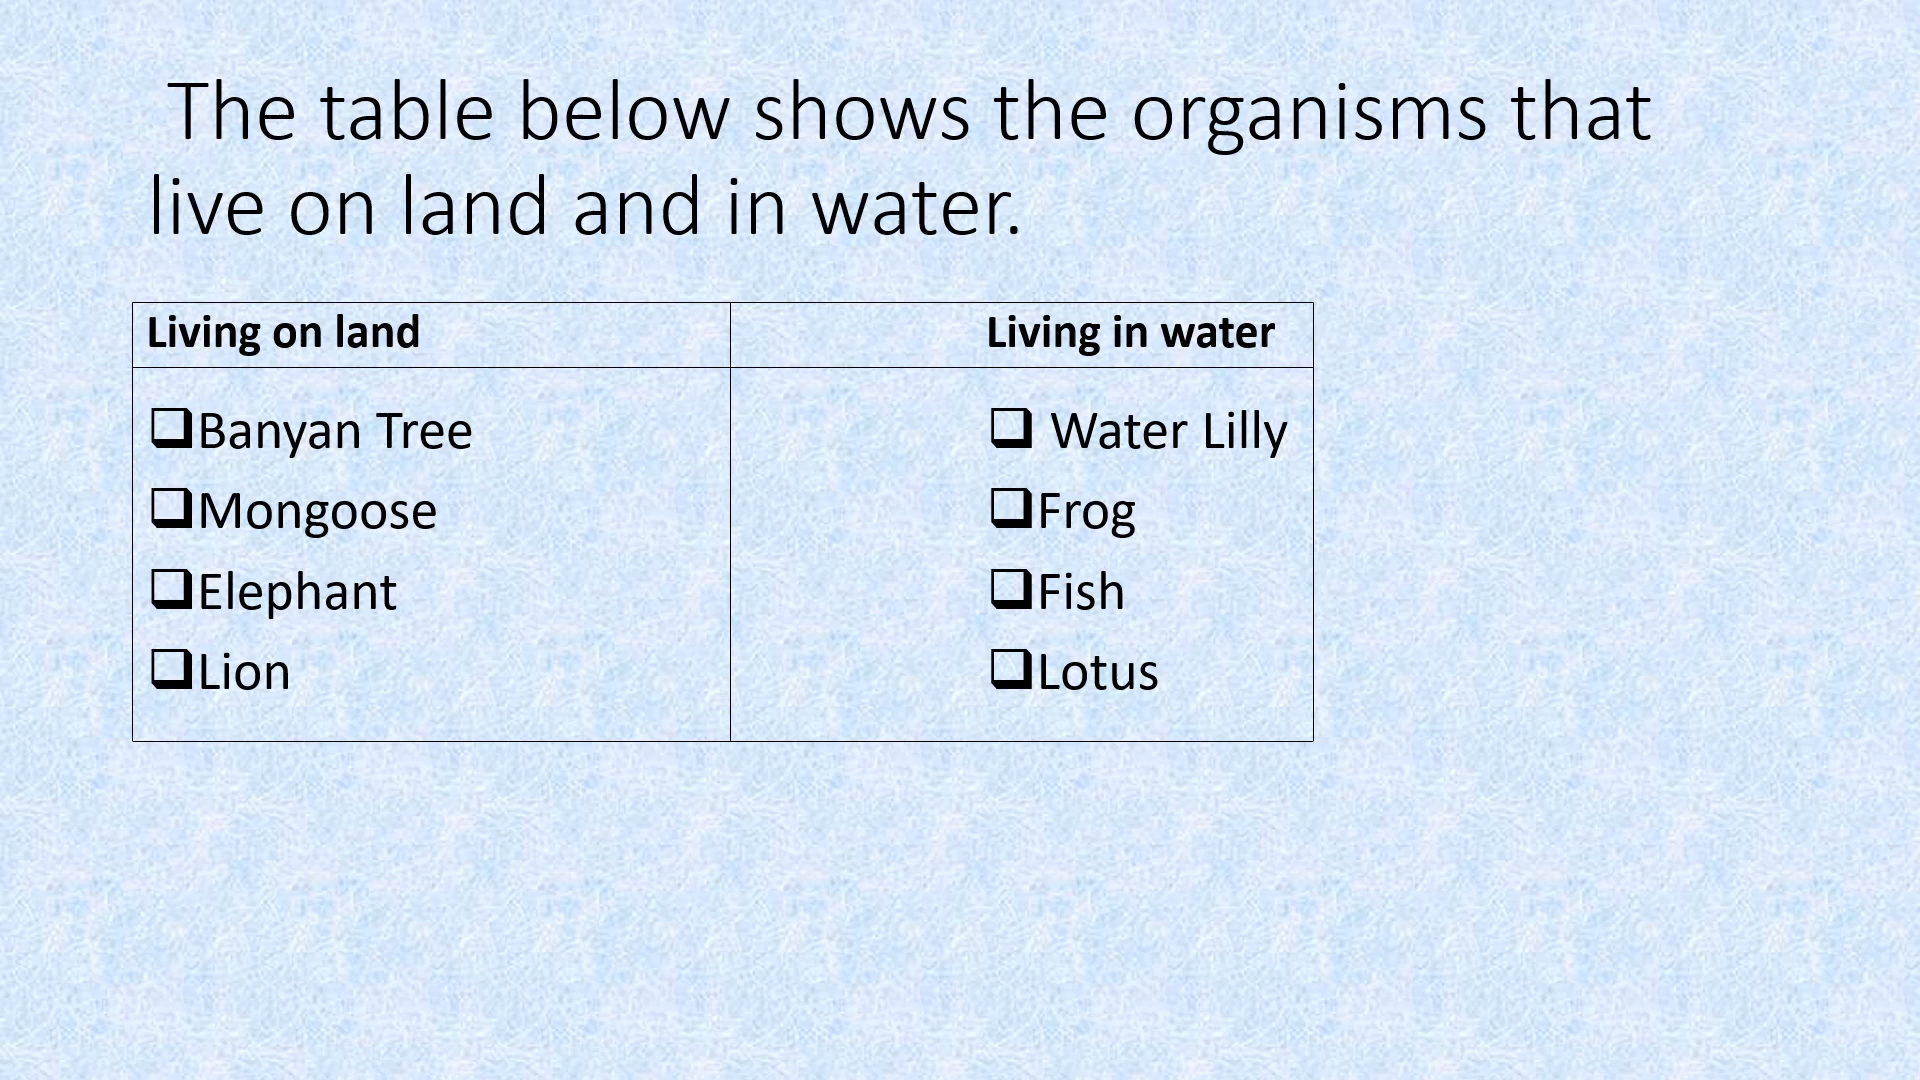 The table below shows the organisms that
live on land and in water.
Living on land
Living in water
❑Banyan Tree
❑Mongoose
❑Elephant
❑Lion
❑ Water Lilly
❑Frog
❑Fish
❑Lotus